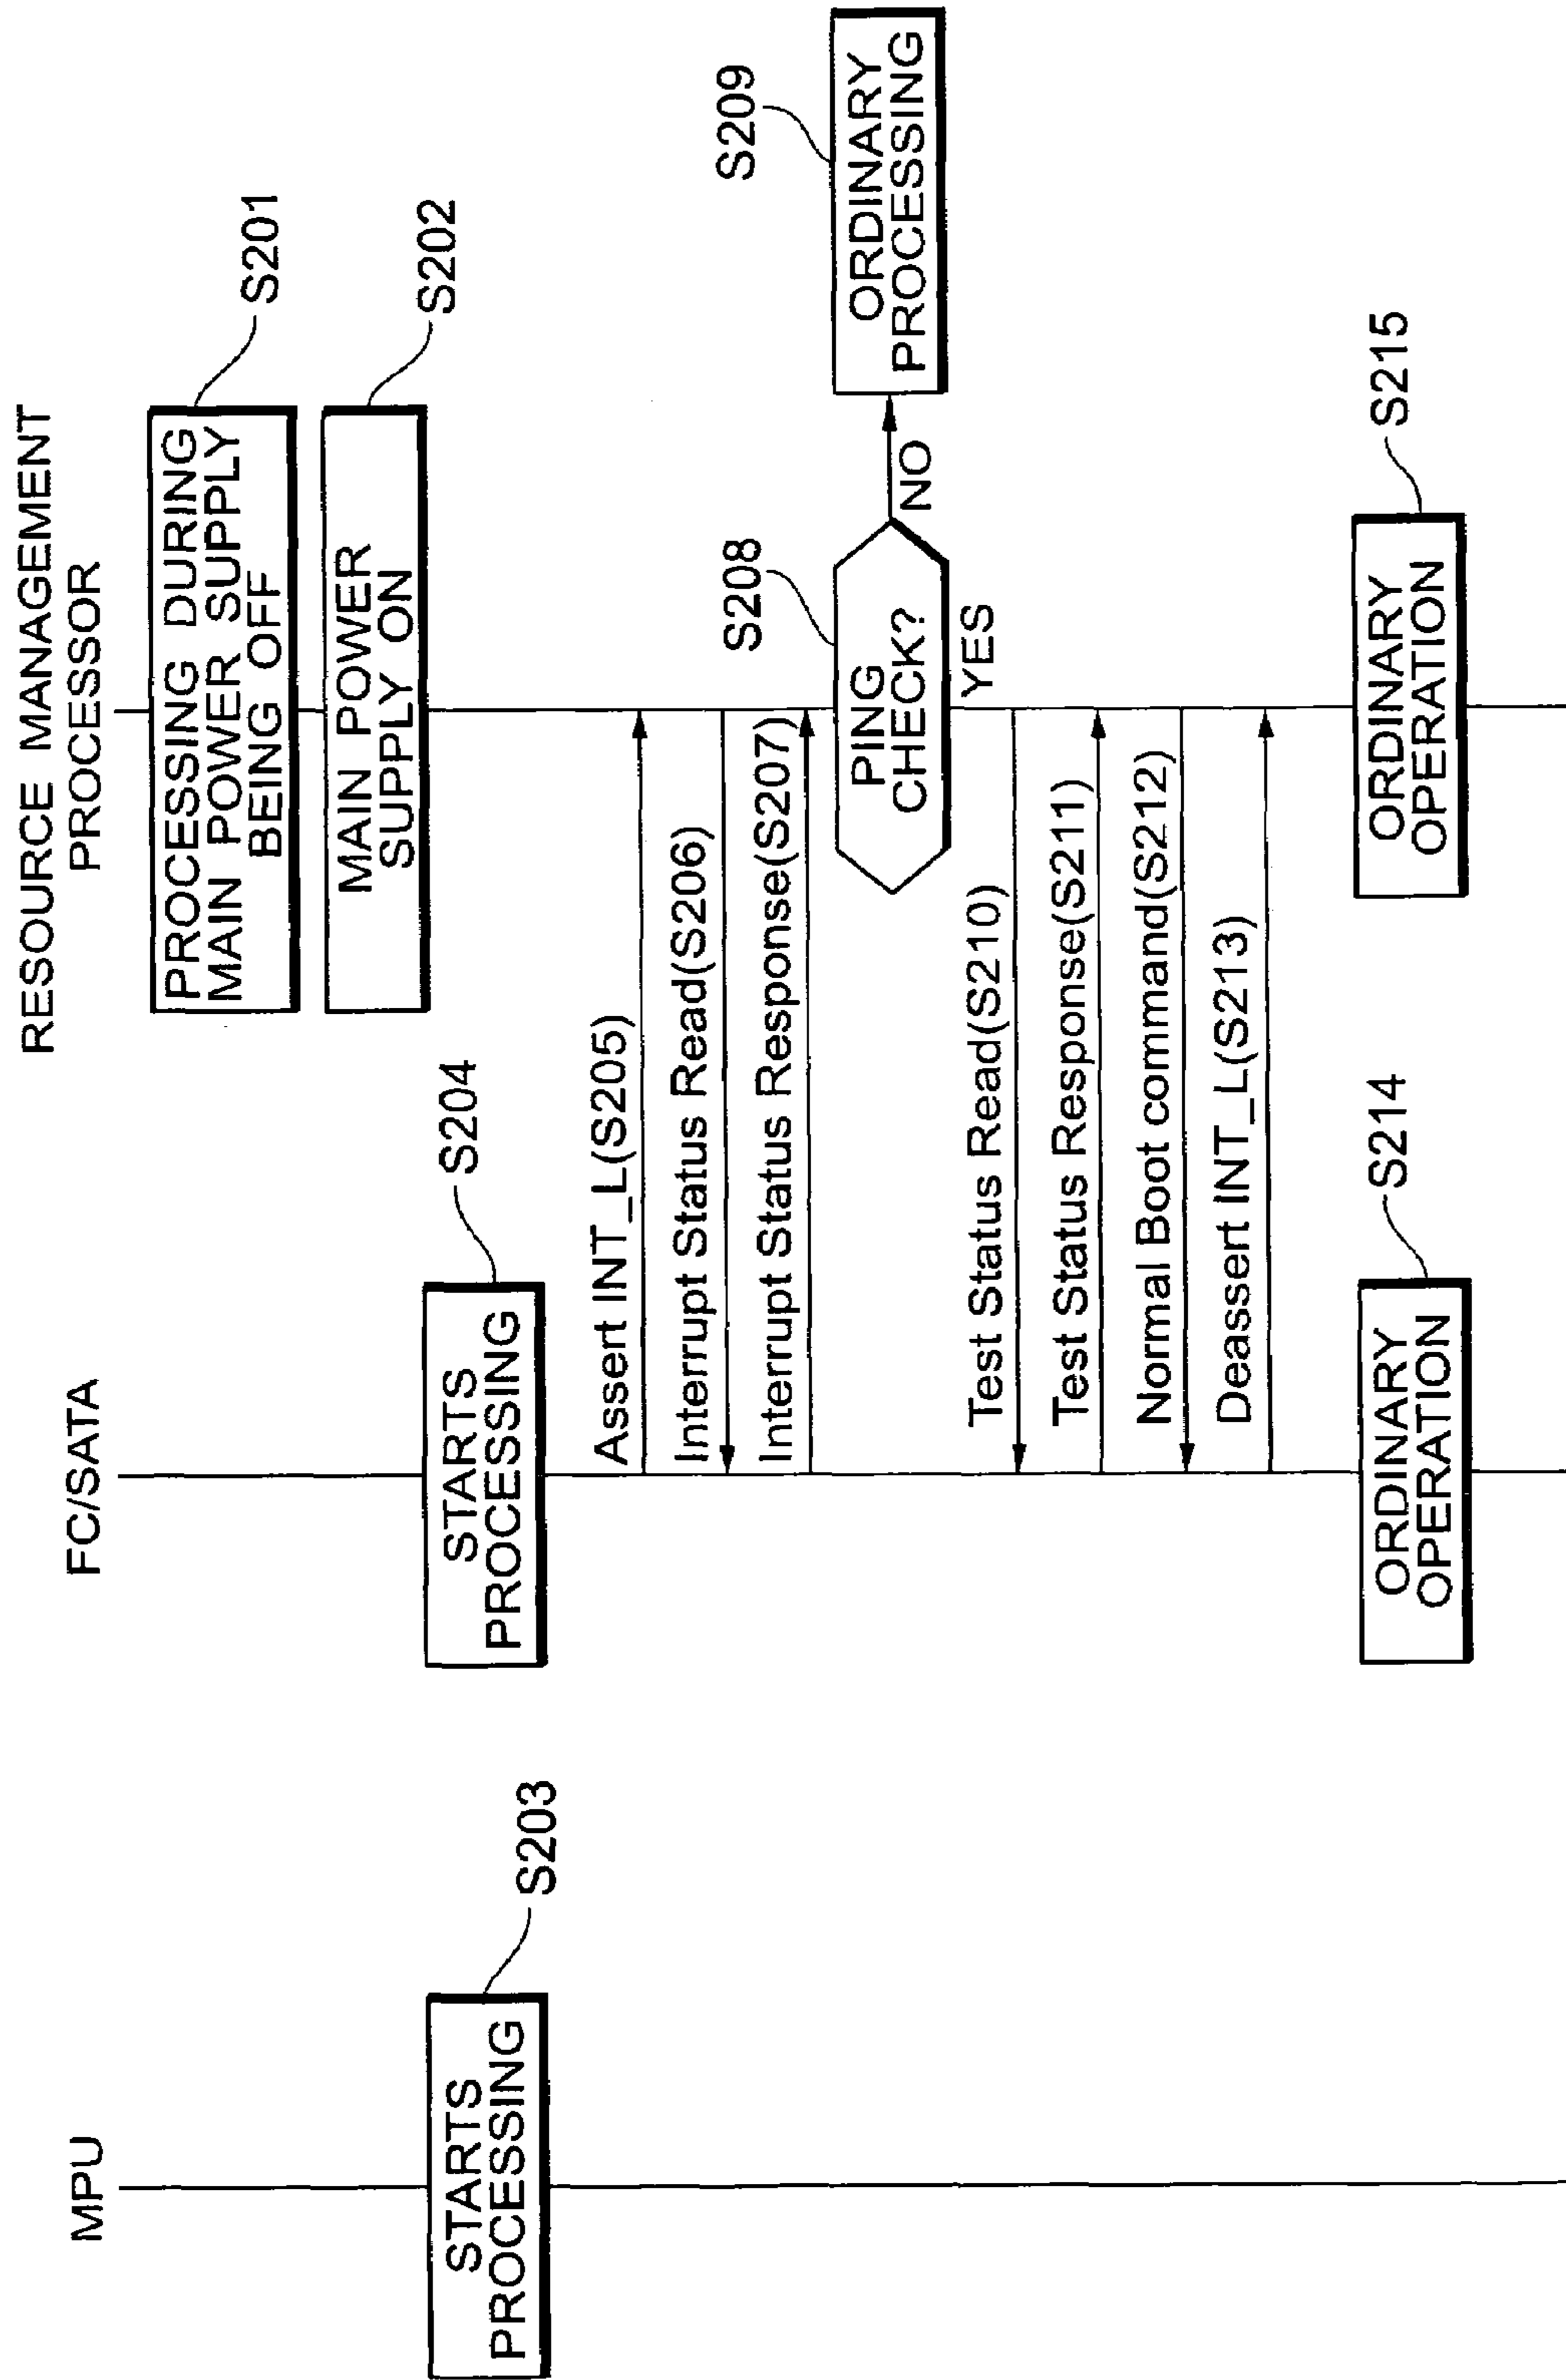 MPU
FC/SATA
RESOURCE MANAGEMENT
PROCESSOR
PROCESSING DURING
MAIN POWER SUPPLY
BEING OFF
S201
MAIN POWER
SUPPLY ON
S202
STARTS
PROCESSING
S203
STARTS
PROCESSING
S204
Assert INT_L(S205)
Interrupt Status Read(S206)
Interrupt Status Response(S207)
PING
CHECK?
S208
NO
YES
ORDINARY
PROCESSING
S209
Test Status Read(S210)
Test Status Response(S211)
Normal Boot command(S212)
Deassert INT_L(S213)
ORDINARY
OPERATION
S214
ORDINARY
OPERATION
S215